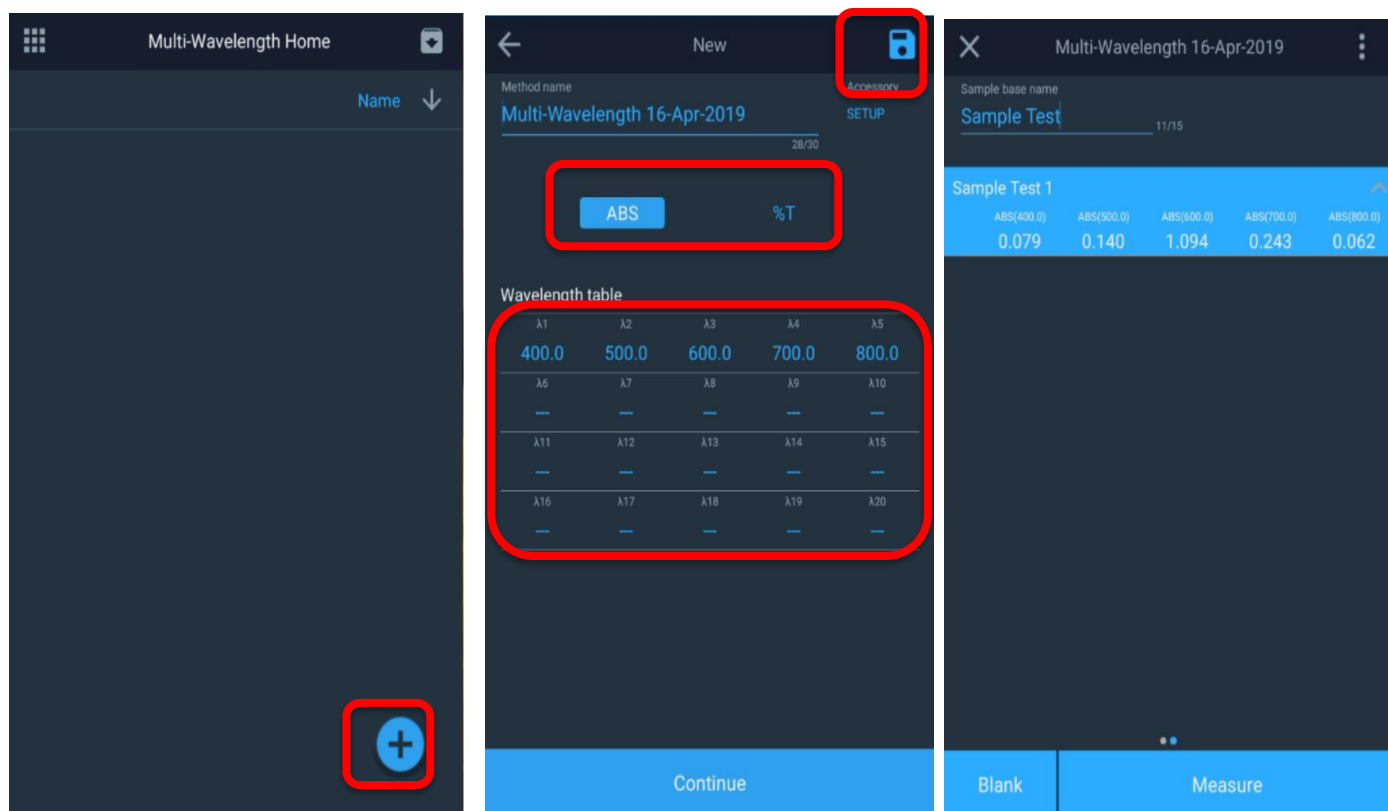 Multi-Wavelength Home
Name
New
Method name
Accessory
Multi-Wavelength 16-Apr-2019
SETUP
28/30
ABS %T
Wavelength table
λ1 λ2 λ3 λ4 λ5
400.0 500.0 600.0 700.0 800.0
λ6 λ7 λ8 λ9 λ10
--- --- --- --- ---
λ11 λ12 λ13 λ14 λ15
--- --- --- --- ---
λ16 λ17 λ18 λ19 λ20
--- --- --- --- ---
Continue
Multi-Wavelength 16-Apr-2019
Sample base name
Sample Test
11/15
Sample Test 1
ABS(400.0) ABS(500.0) ABS(600.0) ABS(700.0) ABS(800.0)
0.079 0.140 1.094 0.243 0.062
Blank Measure